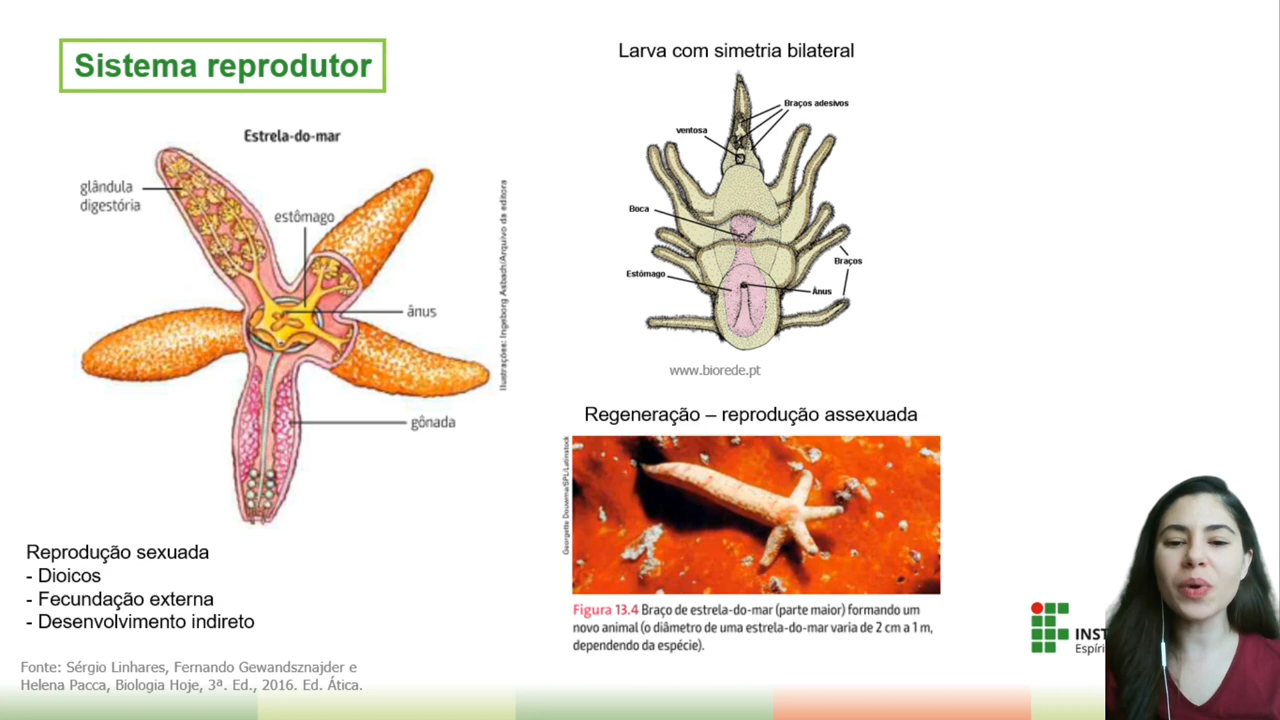 Sistema reprodutor
Estrela-do-mar
glândula
digestória
estômago
ânus
gônada
Ilustrações: Ingeborg Asbach/Arquivo da editora
Reprodução sexuada
- Dioicos
- Fecundação externa
- Desenvolvimento indireto
Fonte: Sérgio Linhares, Fernando Gewandsznajder e
Helena Pacca, Biologia Hoje, 3ª. Ed., 2016. Ed. Ática.
Larva com simetria bilateral
Braços adesivos
ventosa
Boca
Braços
Estômago
Ânus
www.biorede.pt
Regeneração – reprodução assexuada
Georgette Douwma/SPL/Latinstock
Figura 13.4 Braço de estrela-do-mar (parte maior) formando um
novo animal (o diâmetro de uma estrela-do-mar varia de 2 cm a 1 m,
dependendo da espécie).
INST
Espíri